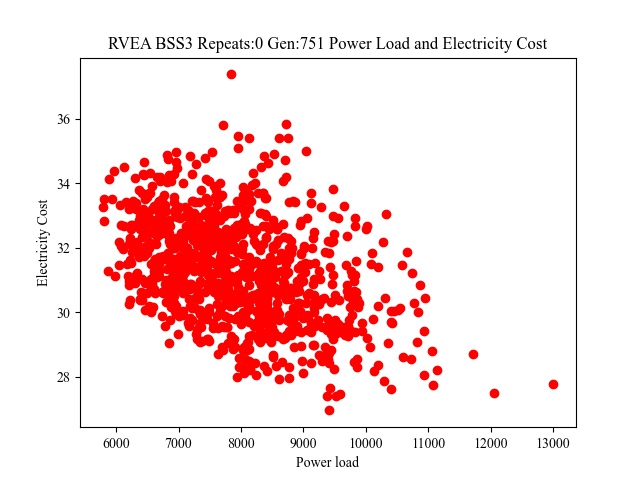 RVEA BSS3 Repeats:0 Gen:751 Power Load and Electricity Cost
Electricity Cost
36
34
32
30
28
6000 7000 8000 9000 10000 11000 12000 13000
Power load